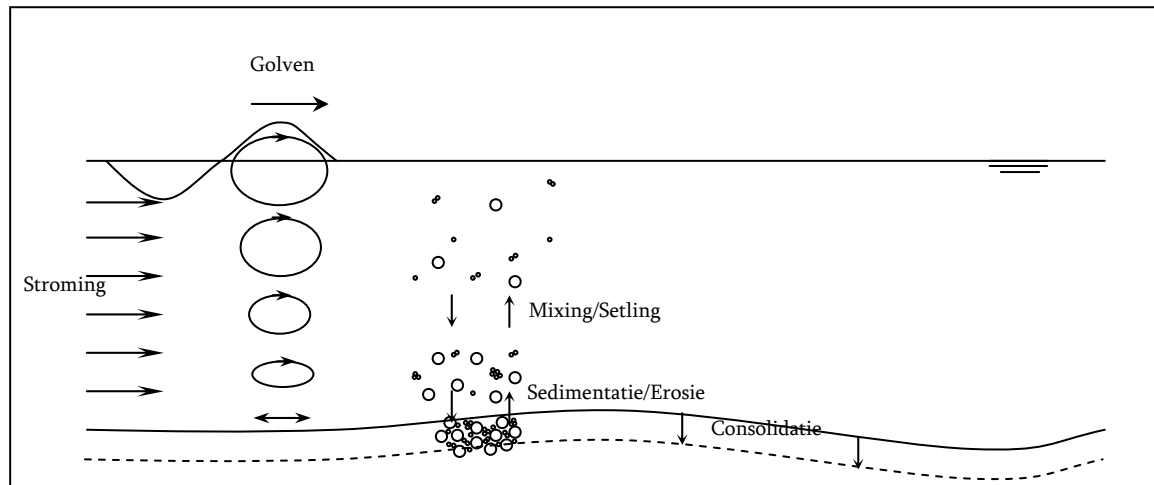 Golven
Stroming
Mixing/Setling
Sedimentatie/Erosie
Consolidatie